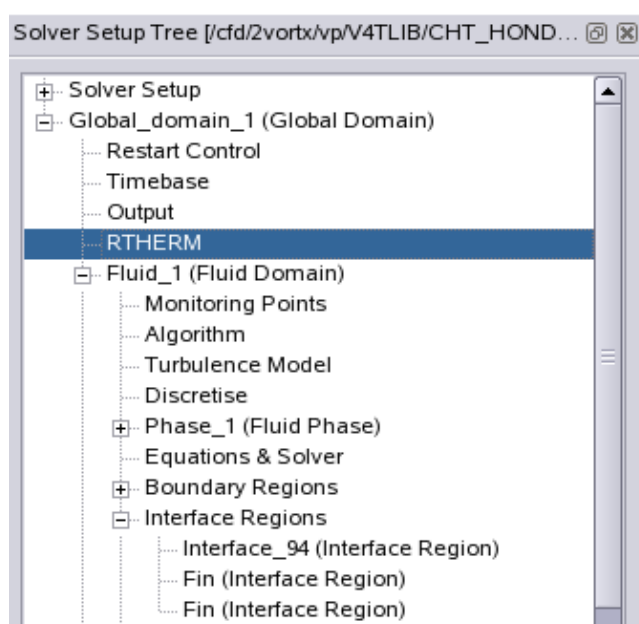 Solver Setup Tree [/cfd/2vortx/vp/V4TLIB/CHT_HOND...
Solver Setup
Global_domain_1 (Global Domain)
Restart Control
Timebase
Output
RTHERM
Fluid_1 (Fluid Domain)
Monitoring Points
Algorithm
Turbulence Model
Discretise
Phase_1 (Fluid Phase)
Equations & Solver
Boundary Regions
Interface Regions
Interface_94 (Interface Region)
Fin (Interface Region)
Fin (Interface Region)